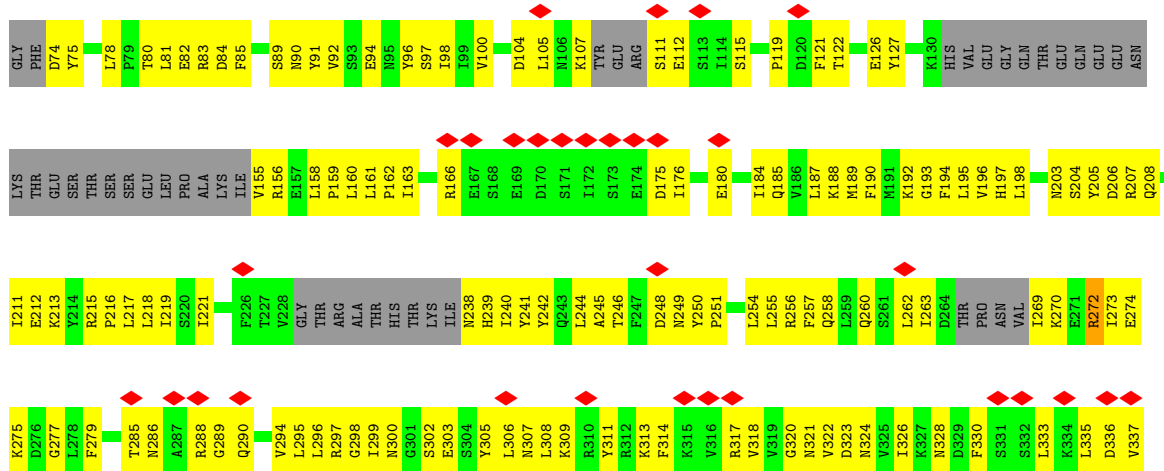 GLY PHE D74 Y75 L78 P79 T80 L81 E82 R83 D84 F85 S89 N90 Y91 V92 S93 E94 N95 Y96 S97 I98 I99 V100 D104 L105 N106 K107 TYR GLU ARG S111 E112 S113 I114 S115 P119 D120 F121 T122 E126 Y127 K130 HIS VAL GLU GLY GLN THR GLU GLN GLU GLU ASN
LYS THR GLU SER THR SER SER GLU LEU PRO ALA LYS ILE V155 R156 E157 L158 P159 L160 L161 P162 I163 R166 E167 S168 E169 D170 S171 I172 S173 E174 D175 I176 E180 I184 Q185 V186 L187 K188 M189 F190 M191 K192 G193 F194 L195 V196 H197 L198 N203 S204 Y205 D206 R207 Q208
I211 E212 K213 Y214 R215 P216 L217 L218 I219 S220 I221 F226 T227 V228 GLY THR ARG ALA THR HIS THR LYS ILE N238 H239 I240 Y241 Y242 Q243 L244 A245 T246 F247 D248 N249 Y250 P251 L254 L255 R256 F257 Q258 L259 Q260 S261 L262 I263 D264 THR PRO ASN VAL I269 K270 E271 R272 I273 E274
K275 D276 G277 L278 F279 T285 N286 A287 R288 G289 Q290 V294 L295 L296 R297 G298 I299 N300 G301 S302 E303 S304 Y305 L306 N307 L308 K309 R310 Y311 R312 K313 F314 K315 V316 R317 V318 V319 G320 N321 V322 D323 N324 V325 I326 K327 N328 D329 F330 S331 S332 L333 K334 L335 D336 V337